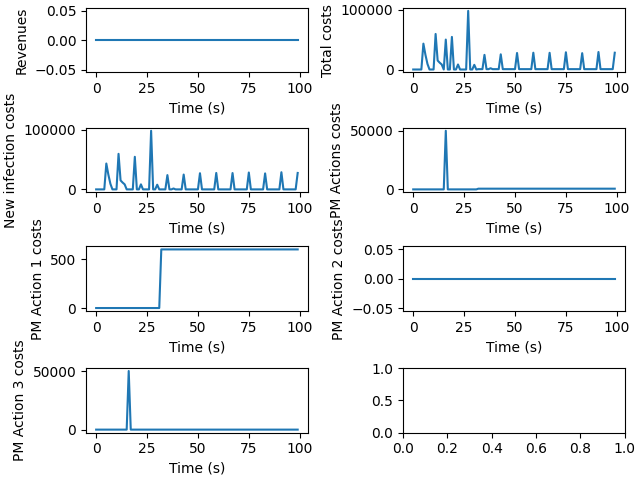 Revenues
0.05
0.00
−0.05
0 25 50 75 100
Time (s)
Total costs
100000
0
0 25 50 75 100
Time (s)
New infection costs
100000
0
0 25 50 75 100
Time (s)
PM Actions costs
50000
0
0 25 50 75 100
Time (s)
PM Action 1 costs
500
0
0 25 50 75 100
Time (s)
PM Action 2 costs
0.05
0.00
−0.05
0 25 50 75 100
Time (s)
PM Action 3 costs
50000
0
0 25 50 75 100
Time (s)
1.0
0.5
0.0
0.0 0.2 0.4 0.6 0.8 1.0